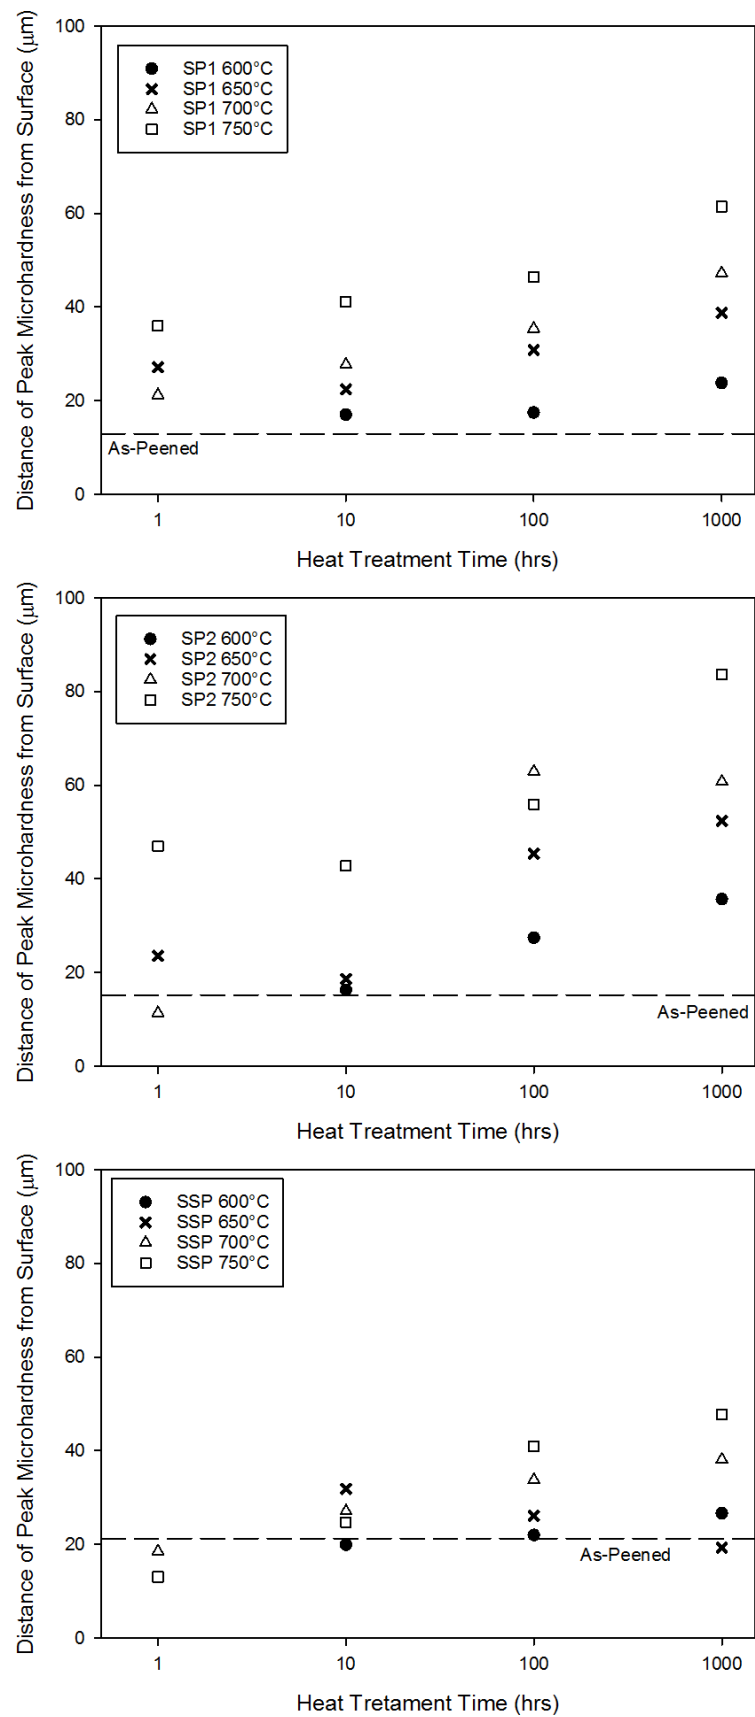 Distance of Peak Microhardness from Surface (μm)
100
80
60
40
20
0
SP1 600°C
SP1 650°C
SP1 700°C
SP1 750°C
As-Peened
1
10
100
1000
Heat Treatment Time (hrs)
Distance of Peak Microhardness from Surface (μm)
100
80
60
40
20
0
SP2 600°C
SP2 650°C
SP2 700°C
SP2 750°C
As-Peened
1
10
100
1000
Heat Treatment Time (hrs)
Distance of Peak Microhardness from Surface (μm)
100
80
60
40
20
0
SSP 600°C
SSP 650°C
SSP 700°C
SSP 750°C
As-Peened
1
10
100
1000
Heat Tretament Time (hrs)